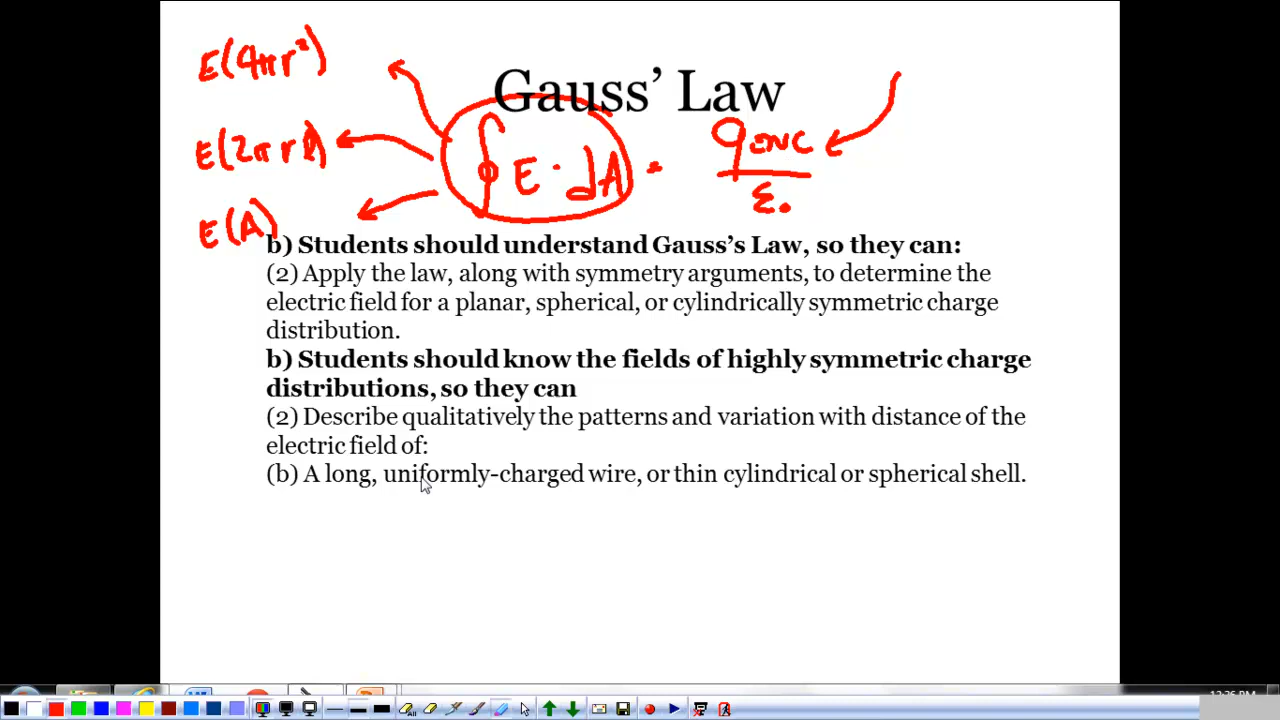 E(4πr²)
Gauss’ Law
E(2πrl)
∮E·dA = qenc/ε₀
E(A)
b) Students should understand Gauss’s Law, so they can:
(2) Apply the law, along with symmetry arguments, to determine the
electric field for a planar, spherical, or cylindrically symmetric charge
distribution.
b) Students should know the fields of highly symmetric charge
distributions, so they can
(2) Describe qualitatively the patterns and variation with distance of the
electric field of:
(b) A long, uniformly-charged wire, or thin cylindrical or spherical shell.